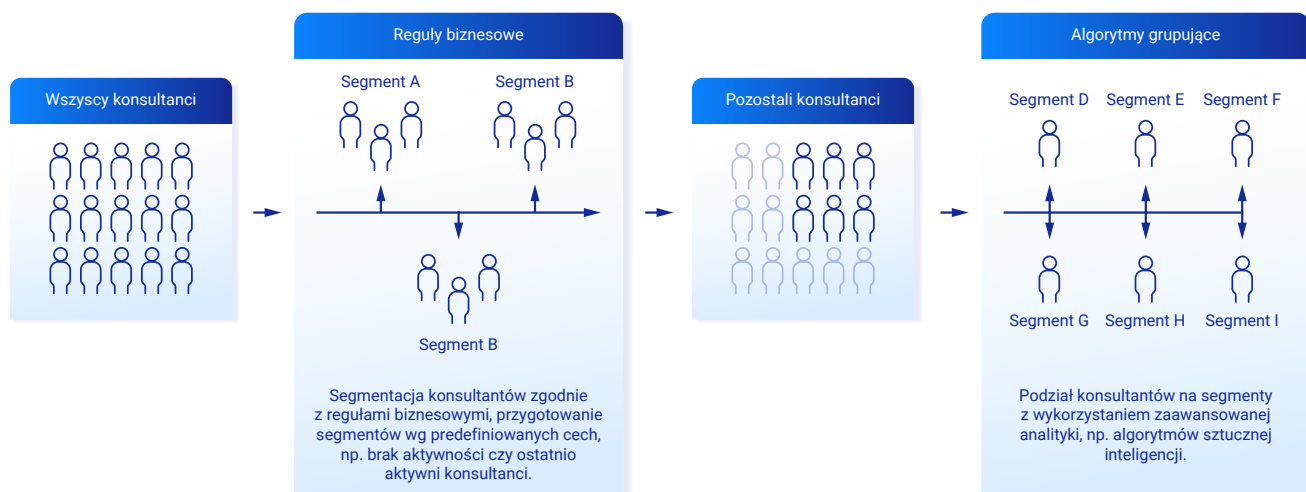 Wszyscy konsultanci
Reguły biznesowe
Segment A
Segment B
Segment B
Segmentacja konsultantów zgodnie
z regułami biznesowymi, przygotowanie
segmentów wg predefiniowanych cech,
np. brak aktywności czy ostatnio
aktywni konsultanci.
Pozostali konsultanci
Algorytmy grupujące
Segment D
Segment E
Segment F
Segment G
Segment H
Segment I
Podział konsultantów na segmenty
z wykorzystaniem zaawansowanej
analityki, np. algorytmów sztucznej
inteligencji.